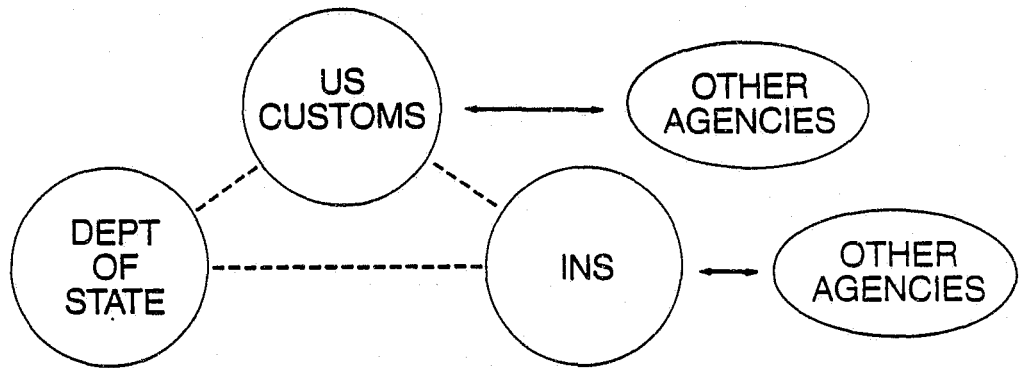 US
CUSTOMS
OTHER
AGENCIES
DEPT
OF
STATE
INS
OTHER
AGENCIES